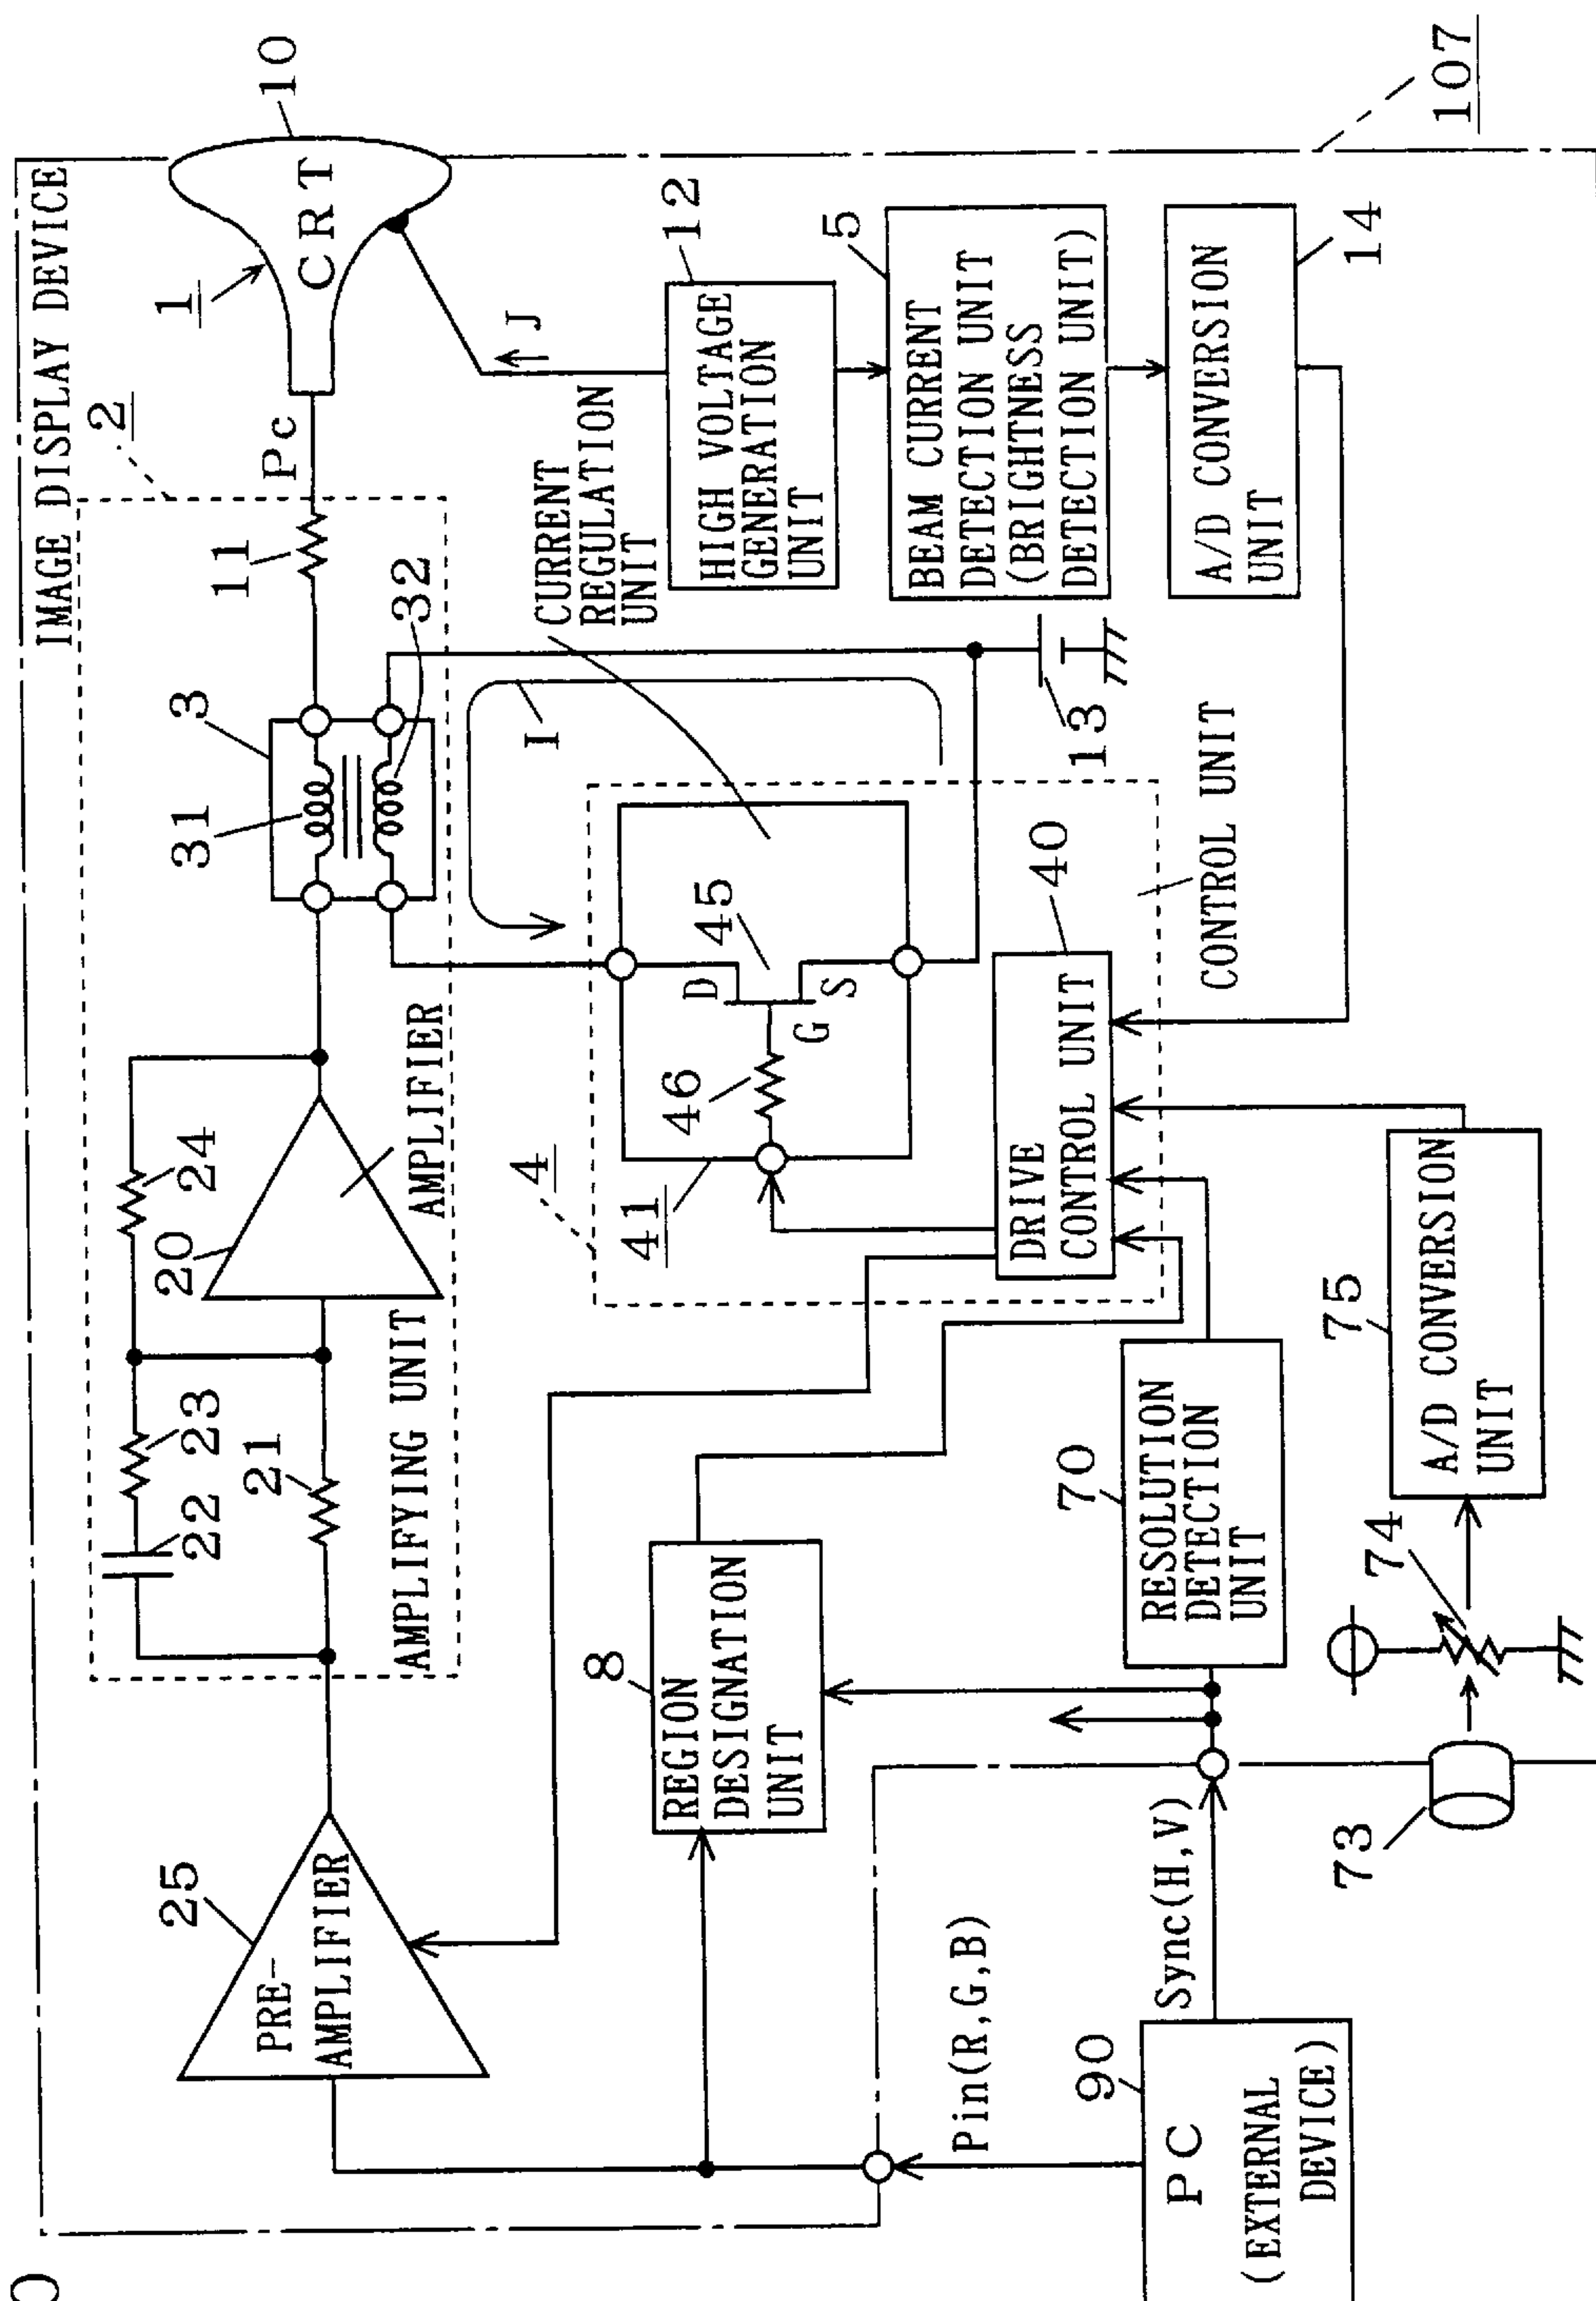 IMAGE DISPLAY DEVICE
107
10
1
CRT
Pc
2
11
3
31
32
AMPLIFIER
20
24
23
22
21
AMPLIFYING UNIT
25
PRE-
AMPLIFIER
J
12
HIGH VOLTAGE
GENERATION
UNIT
5
BEAM CURRENT
DETECTION UNIT
(BRIGHTNESS
DETECTION UNIT)
14
A/D CONVERSION
UNIT
CURRENT
REGULATION
UNIT
I
13
4
41
45
46
D
G
S
40
DRIVE
CONTROL UNIT
CONTROL UNIT
8
REGION
DESIGNATION
UNIT
70
RESOLUTION
DETECTION
UNIT
75
A/D CONVERSION
UNIT
74
73
Pin(R,G,B)
Sync(H,V)
90
PC
(EXTERNAL
DEVICE)